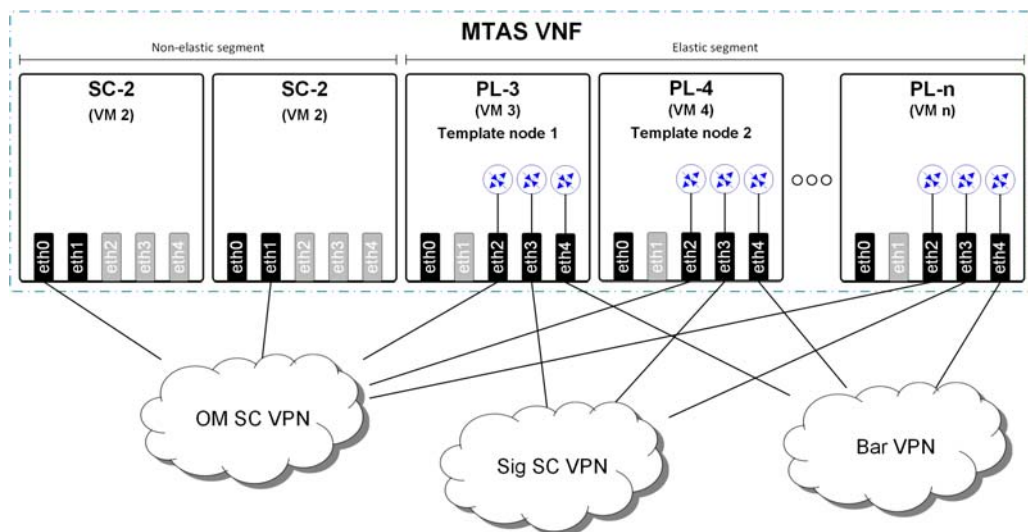 MTAS VNF
Non-elastic segment
Elastic segment
SC-2
(VM 2)
SC-2
(VM 2)
PL-3
(VM 3)
Template node 1
PL-4
(VM 4)
Template node 2
PL-n
(VM n)
eth0 eth1 eth2 eth3 eth4
eth0 eth1 eth2 eth3 eth4
eth0 eth1 eth2 eth3 eth4
eth0 eth1 eth2 eth3 eth4
eth0 eth1 eth2 eth3 eth4
OM SC VPN
Sig SC VPN
Bar VPN